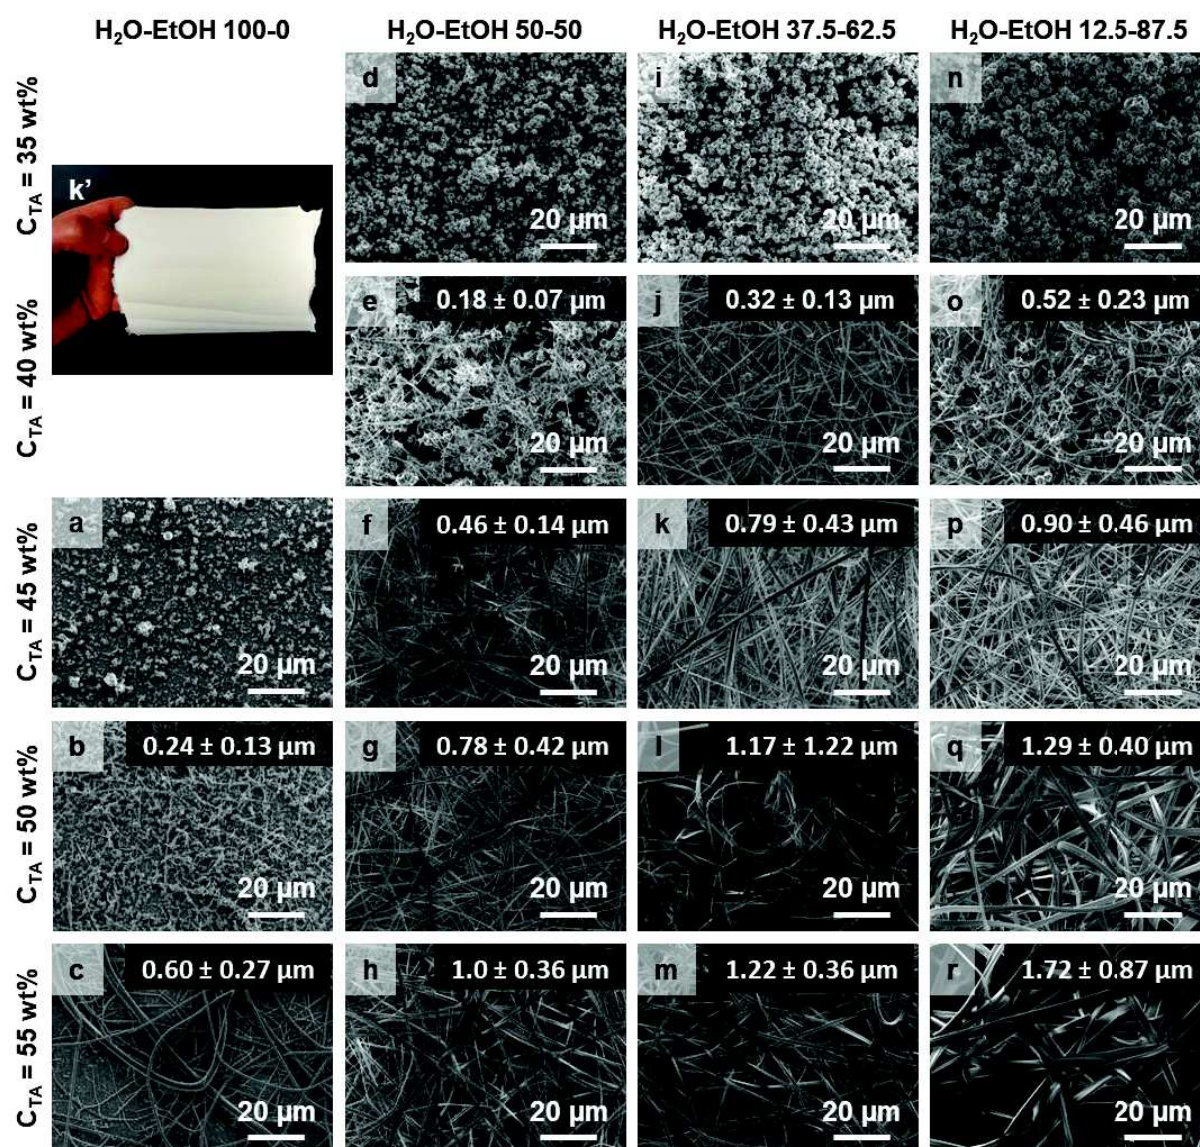 H₂O-EtOH 100-0
H₂O-EtOH 50-50
H₂O-EtOH 37.5-62.5
H₂O-EtOH 12.5-87.5
C_TA = 35 wt%
k’
d
20 µm
i
20 µm
n
20 µm
C_TA = 40 wt%
e
0.18 ± 0.07 µm
20 µm
j
0.32 ± 0.13 µm
20 µm
o
0.52 ± 0.23 µm
20 µm
C_TA = 45 wt%
a
20 µm
f
0.46 ± 0.14 µm
20 µm
k
0.79 ± 0.43 µm
20 µm
p
0.90 ± 0.46 µm
20 µm
C_TA = 50 wt%
b
0.24 ± 0.13 µm
20 µm
g
0.78 ± 0.42 µm
20 µm
l
1.17 ± 1.22 µm
20 µm
q
1.29 ± 0.40 µm
20 µm
C_TA = 55 wt%
c
0.60 ± 0.27 µm
20 µm
h
1.0 ± 0.36 µm
20 µm
m
1.22 ± 0.36 µm
20 µm
r
1.72 ± 0.87 µm
20 µm